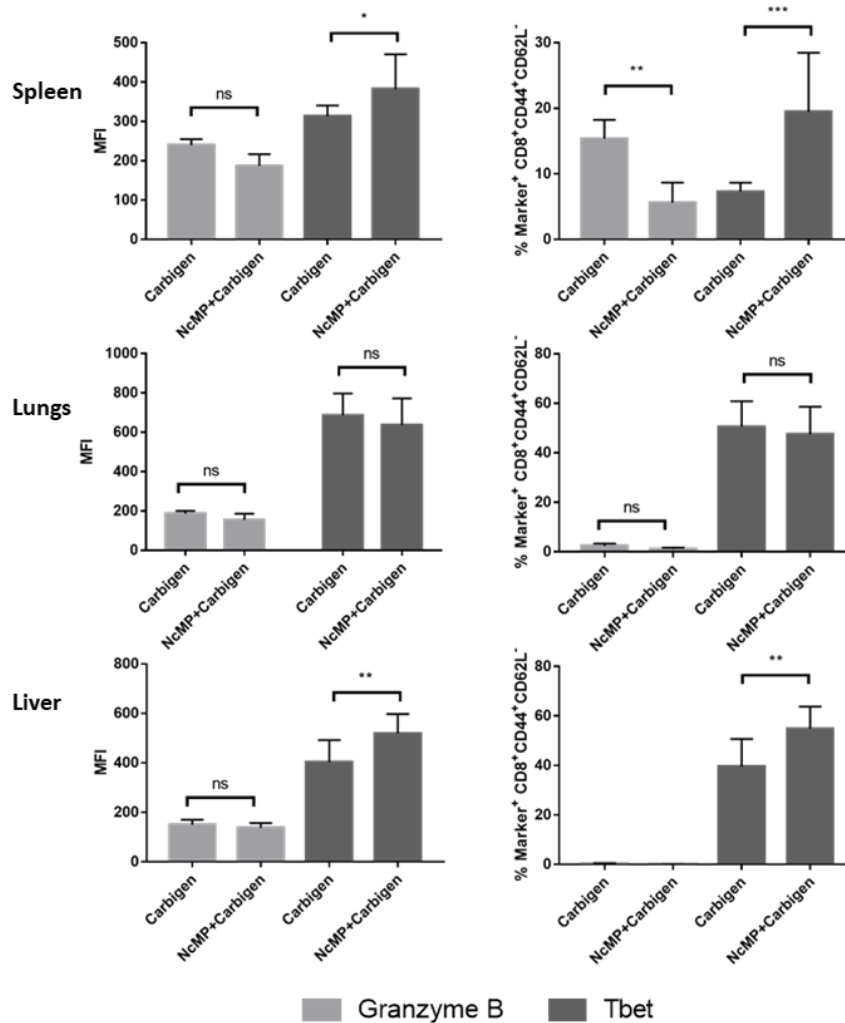 Spleen
MFI
500
400
300
200
100
0
ns
*
Carbigen
NcMP+Carbigen
Carbigen
NcMP+Carbigen
% Marker⁺ CD8⁺CD44⁺CD62L⁻
30
20
10
0
**
***
Carbigen
NcMP+Carbigen
Carbigen
NcMP+Carbigen
Lungs
MFI
1000
800
600
400
200
0
ns
ns
Carbigen
NcMP+Carbigen
Carbigen
NcMP+Carbigen
% Marker⁺ CD8⁺CD44⁺CD62L⁻
80
60
40
20
0
ns
ns
Carbigen
NcMP+Carbigen
Carbigen
NcMP+Carbigen
Liver
MFI
800
600
400
200
0
ns
**
Carbigen
NcMP+Carbigen
Carbigen
NcMP+Carbigen
% Marker⁺ CD8⁺CD44⁺CD62L⁻
80
60
40
20
0
**
Carbigen
NcMP+Carbigen
Carbigen
NcMP+Carbigen
Granzyme B
Tbet